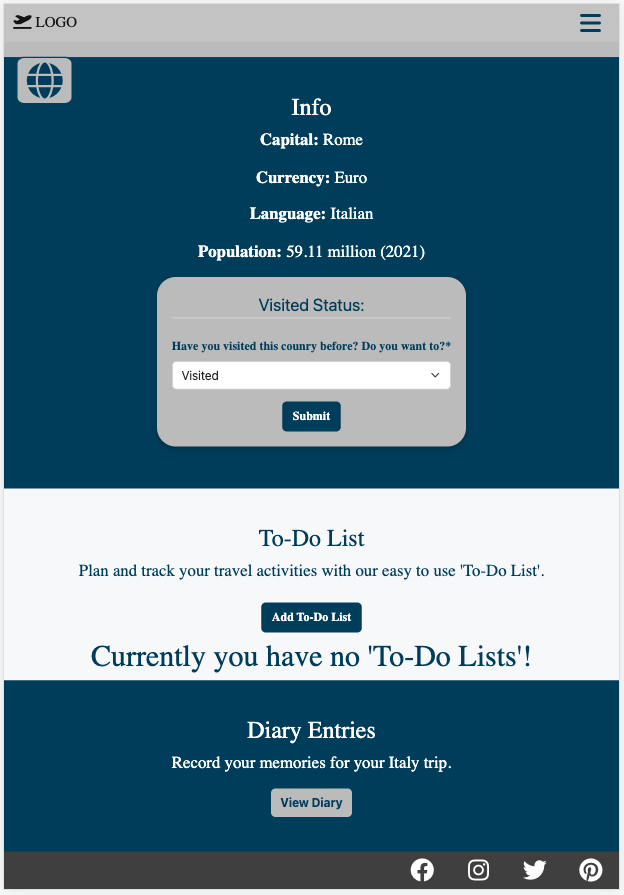 LOGO
Info
Capital: Rome
Currency: Euro
Language: Italian
Population: 59.11 million (2021)
Visited Status:
Have you visited this counry before? Do you want to?*
Visited
Submit
To-Do List
Plan and track your travel activities with our easy to use 'To-Do List'.
Add To-Do List
Currently you have no 'To-Do Lists'!
Diary Entries
Record your memories for your Italy trip.
View Diary